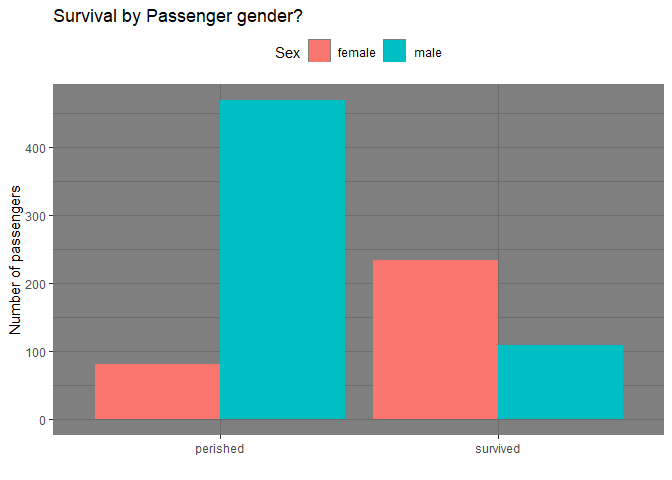 Survival by Passenger gender?
Sex female male
Number of passengers
400
300
200
100
0
perished survived